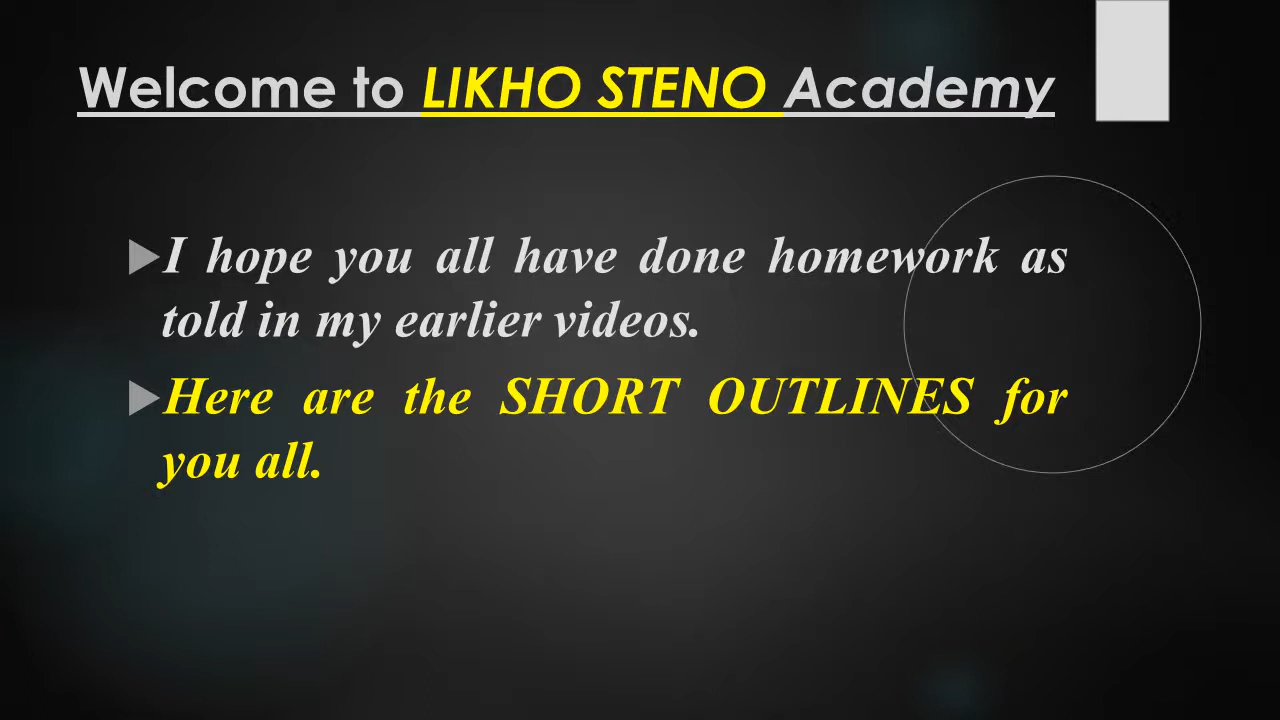 Welcome to LIKHO STENO Academy
I hope you all have done homework as
told in my earlier videos.
Here are the SHORT OUTLINES for
you all.